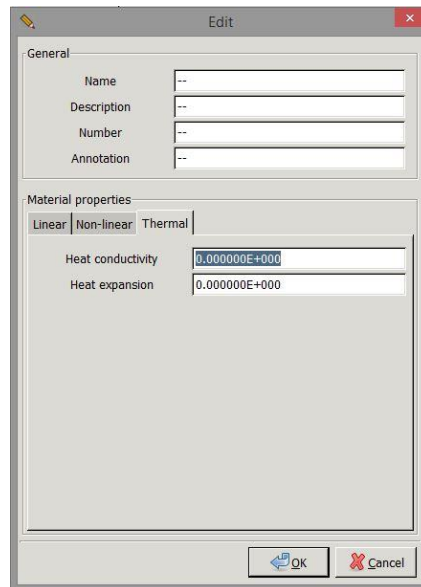 Edit
General
Name --
Description --
Number --
Annotation --
Material properties
Linear Non-linear Thermal
Heat conductivity 0.000000E+000
Heat expansion 0.000000E+000
OK Cancel